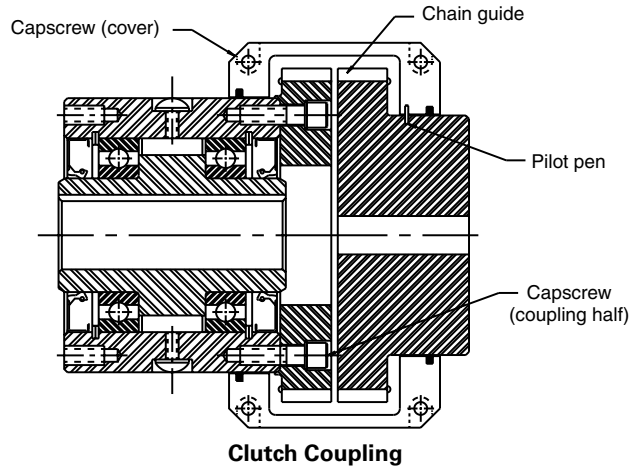 Chain guide
Capscrew (cover)
Pilot pen
Capscrew
(coupling half)
Clutch Coupling